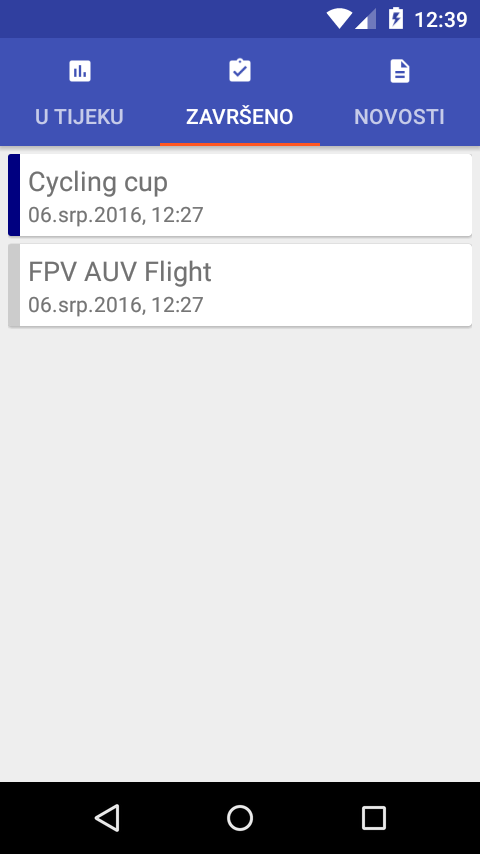 12:39
U TIJEKU
ZAVRŠENO
NOVOSTI
Cycling cup
06.srp.2016, 12:27
FPV AUV Flight
06.srp.2016, 12:27